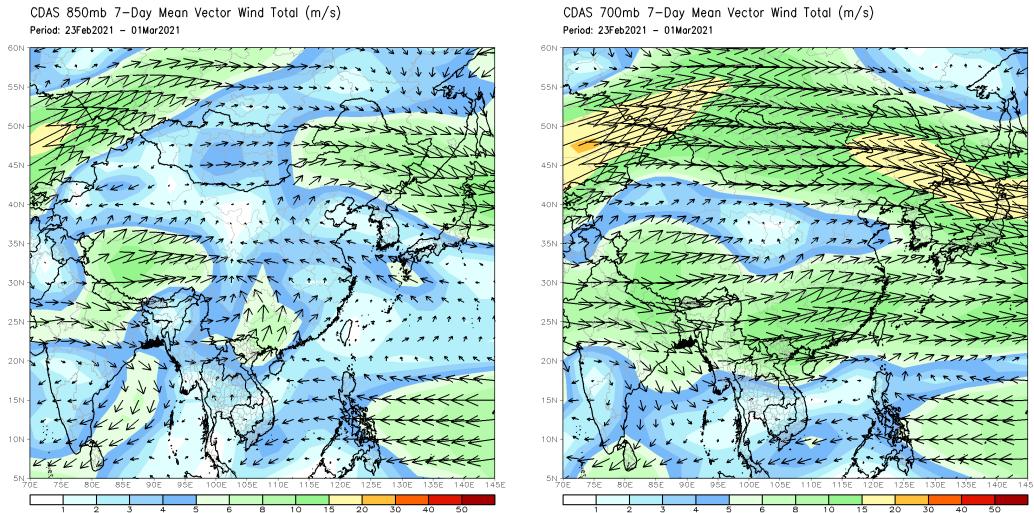 CDAS 850mb 7-Day Mean Vector Wind Total (m/s)
Period: 23Feb2021 - 01Mar2021
60N
55N
50N
45N
40N
35N
30N
25N
20N
15N
10N
5N
70E 75E 80E 85E 90E 95E 100E 105E 110E 115E 120E 125E 130E 135E 140E 145E
1 2 3 4 5 6 8 10 15 20 30 40 50
CDAS 700mb 7-Day Mean Vector Wind Total (m/s)
Period: 23Feb2021 - 01Mar2021
60N
55N
50N
45N
40N
35N
30N
25N
20N
15N
10N
5N
70E 75E 80E 85E 90E 95E 100E 105E 110E 115E 120E 125E 130E 135E 140E 145
1 2 3 4 5 6 8 10 15 20 30 40 50